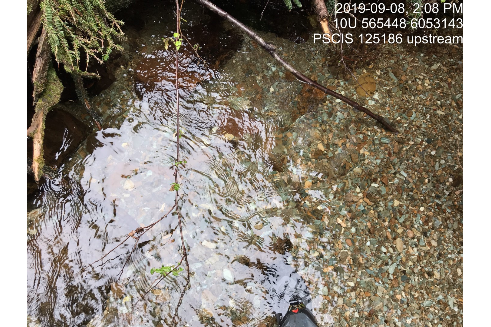 2019-09-08, 2:08 PM
10U 565448 6053143
PSCIS 125186 upstream